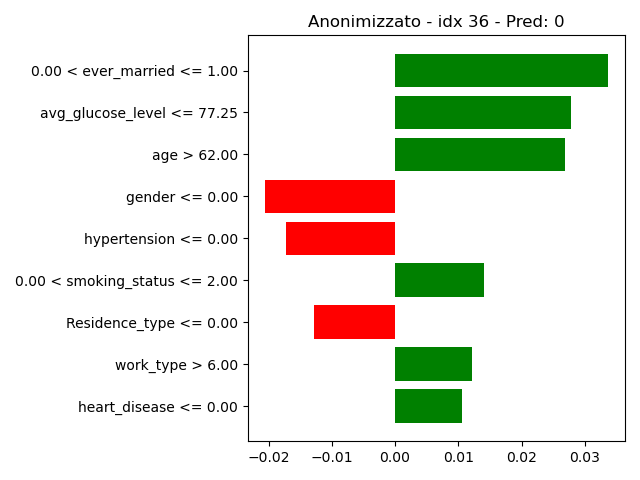 Anonimizzato - idx 36 - Pred: 0
0.00 < ever_married <= 1.00
avg_glucose_level <= 77.25
age > 62.00
gender <= 0.00
hypertension <= 0.00
0.00 < smoking_status <= 2.00
Residence_type <= 0.00
work_type > 6.00
heart_disease <= 0.00
−0.02 −0.01 0.00 0.01 0.02 0.03